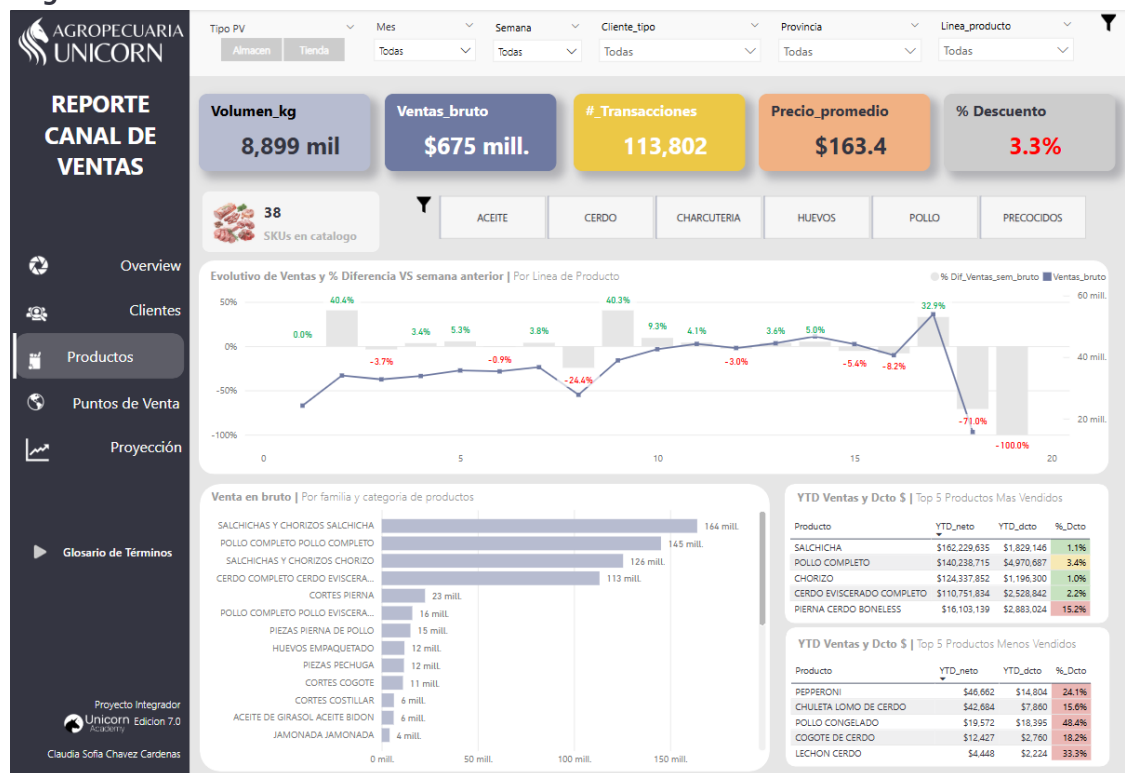 AGROPECUARIA
UNICORN
REPORTE
CANAL DE
VENTAS
Overview
Clientes
Productos
Puntos de Venta
Proyección
Glosario de Términos
Proyecto Integrador
Unicorn Edicion 7.0
Academy
Claudia Sofia Chavez Cardenas
Tipo PV
Almacen Tienda
Mes
Todas
Semana
Todas
Cliente_tipo
Todas
Provincia
Todas
Linea_producto
Todas
Volumen_kg
8,899 mil
Ventas_bruto
$675 mill.
#_Transacciones
113,802
Precio_promedio
$163.4
% Descuento
3.3%
38
SKUs en catalogo
ACEITE CERDO CHARCUTERIA HUEVOS POLLO PRECOCIDOS
Evolutivo de Ventas y % Diferencia VS semana anterior | Por Linea de Producto
% Dif_Ventas_sem_bruto Ventas_bruto
50%
0%
-50%
-100%
60 mill.
40 mill.
20 mill.
0.0% 40.4% -3.7% 3.4% 5.3% -0.9% 3.8% -24.4% 40.3% 9.3% 4.1% -3.0% 3.6% 5.0% -5.4% -8.2% 32.9% -71.0% -100.0%
0 5 10 15 20
Venta en bruto | Por familia y categoria de productos
SALCHICHAS Y CHORIZOS SALCHICHA 164 mill.
POLLO COMPLETO POLLO COMPLETO 145 mill.
SALCHICHAS Y CHORIZOS CHORIZO 126 mill.
CERDO COMPLETO CERDO EVISCERA... 113 mill.
CORTES PIERNA 23 mill.
POLLO COMPLETO POLLO EVISCERA... 16 mill.
PIEZAS PIERNA DE POLLO 15 mill.
HUEVOS EMPAQUETADO 12 mill.
PIEZAS PECHUGA 12 mill.
CORTES COGOTE 11 mill.
CORTES COSTILLAR 6 mill.
ACEITE DE GIRASOL ACEITE BIDON 6 mill.
JAMONADA JAMONADA 4 mill.
0 mill. 50 mill. 100 mill. 150 mill.
YTD Ventas y Dcto $ | Top 5 Productos Mas Vendidos
Producto YTD_neto YTD_dcto %_Dcto
SALCHICHA $162,229,635 $1,829,146 1.1%
POLLO COMPLETO $140,238,715 $4,970,687 3.4%
CHORIZO $124,337,852 $1,196,300 1.0%
CERDO EVISCERADO COMPLETO $110,751,834 $2,528,842 2.2%
PIERNA CERDO BONELESS $16,103,139 $2,883,024 15.2%
YTD Ventas y Dcto $ | Top 5 Productos Menos Vendidos
Producto YTD_neto YTD_dcto %_Dcto
PEPPERONI $46,662 $14,804 24.1%
CHULETA LOMO DE CERDO $42,684 $7,860 15.6%
POLLO CONGELADO $19,572 $18,395 48.4%
COGOTE DE CERDO $12,427 $2,760 18.2%
LECHON CERDO $4,448 $2,224 33.3%